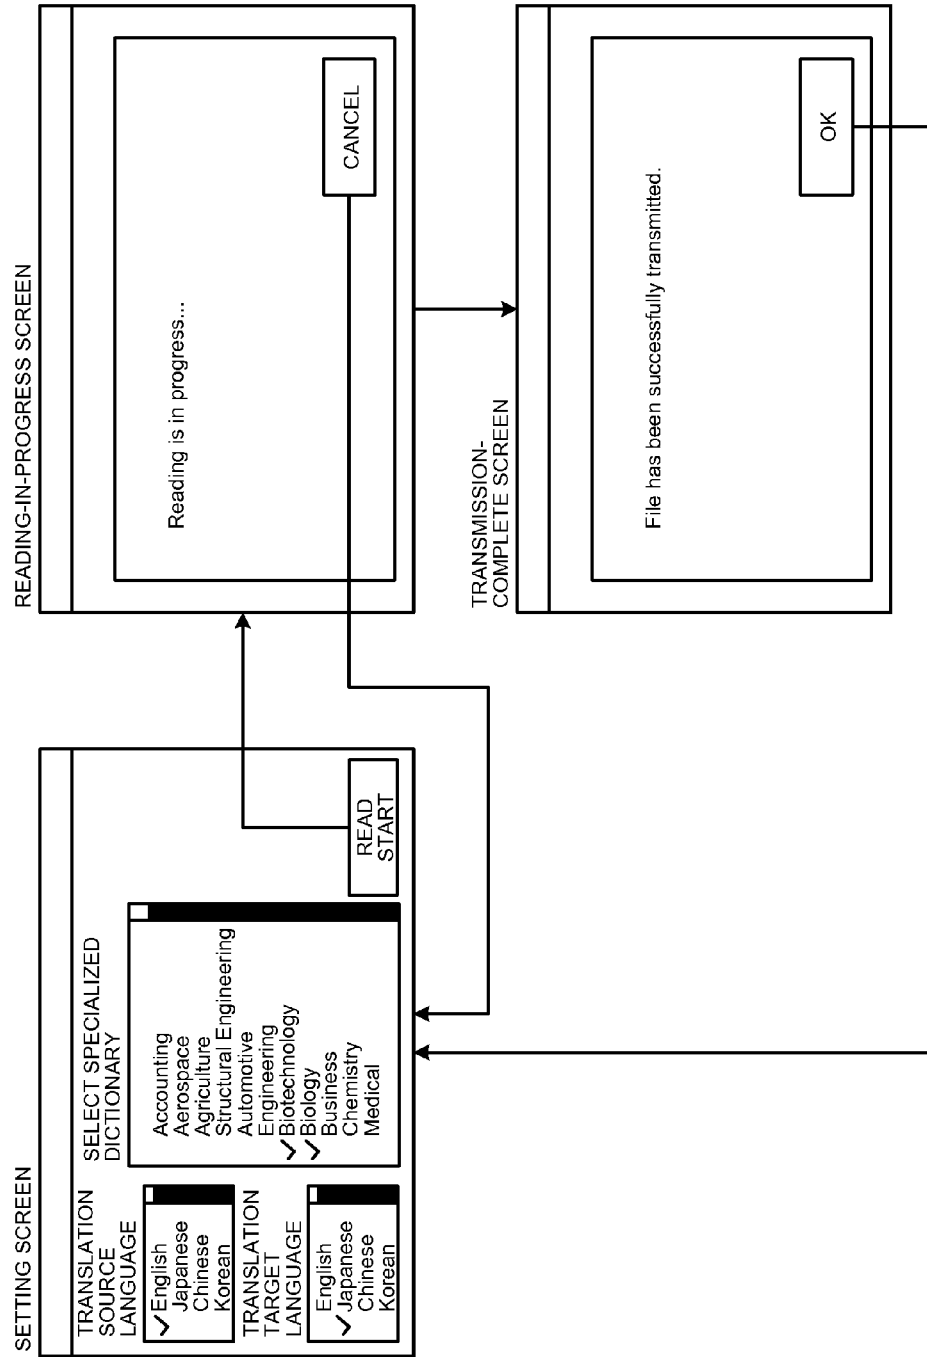 SETTING SCREEN
TRANSLATION
SOURCE
LANGUAGE
English
Japanese
Chinese
Korean
TRANSLATION
TARGET
LANGUAGE
English
Japanese
Chinese
Korean
SELECT SPECIALIZED
DICTIONARY
Accounting
Aerospace
Agriculture
Structural Engineering
Automotive
Engineering
Biotechnology
Biology
Business
Chemistry
Medical
READ
START
READING-IN-PROGRESS SCREEN
Reading is in progress...
CANCEL
TRANSMISSION-
COMPLETE SCREEN
File has been successfully transmitted.
OK